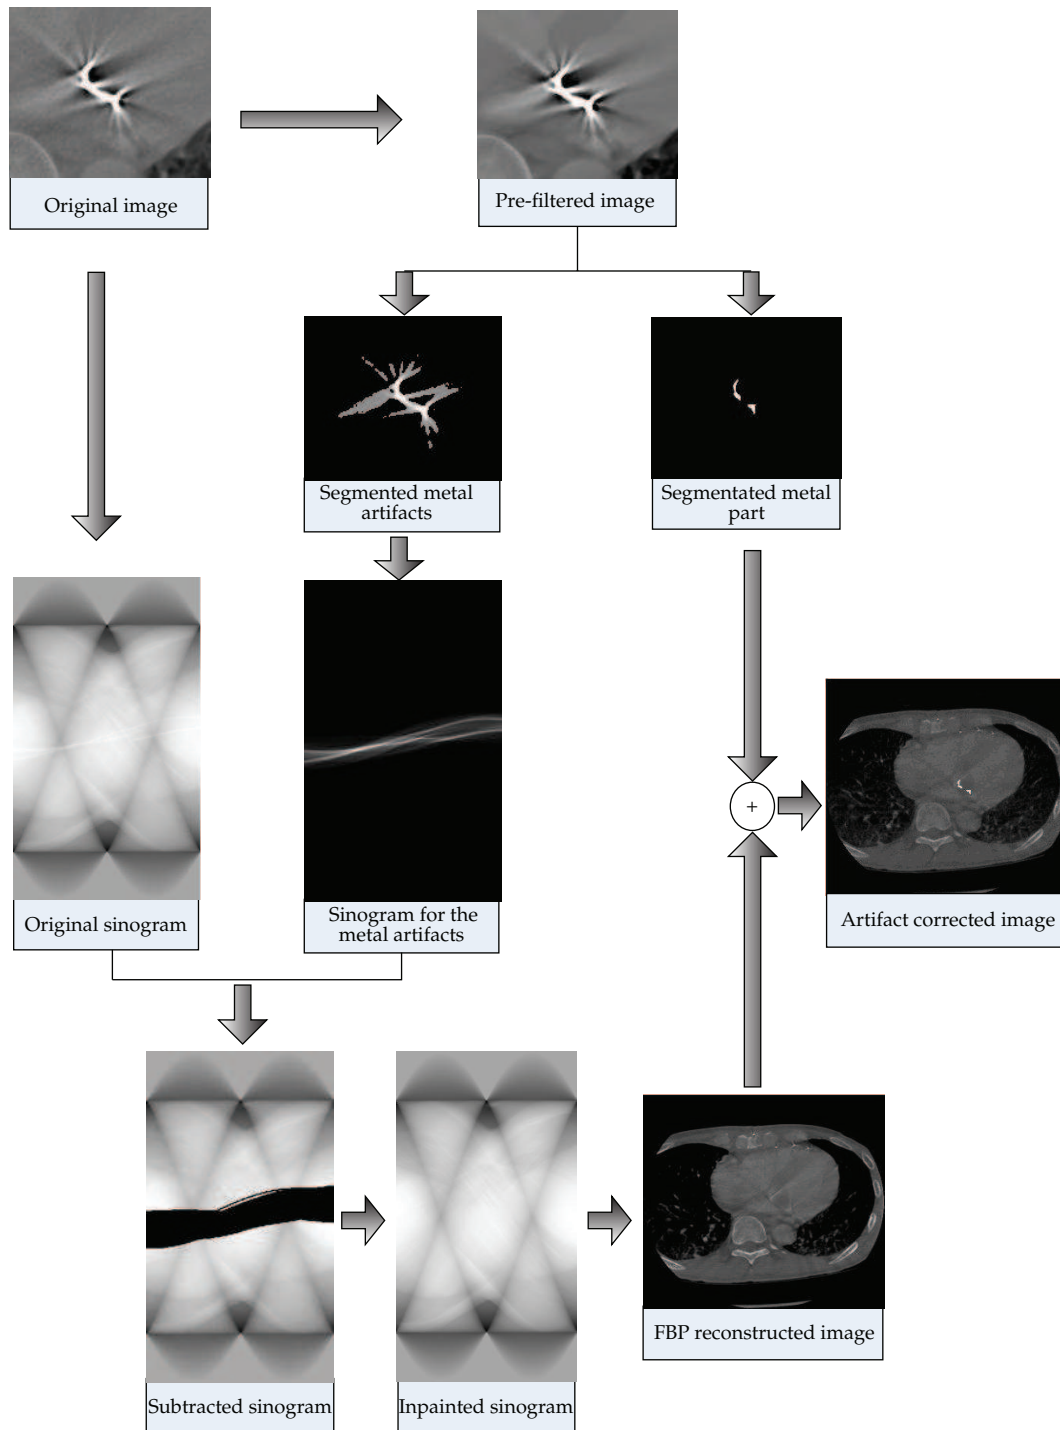 Original image
Pre-filtered image
Segmented metal
artifacts
Segmentated metal
part
+
Original sinogram
Sinogram for the
metal artifacts
Artifact corrected image
Subtracted sinogram
Inpainted sinogram
FBP reconstructed image